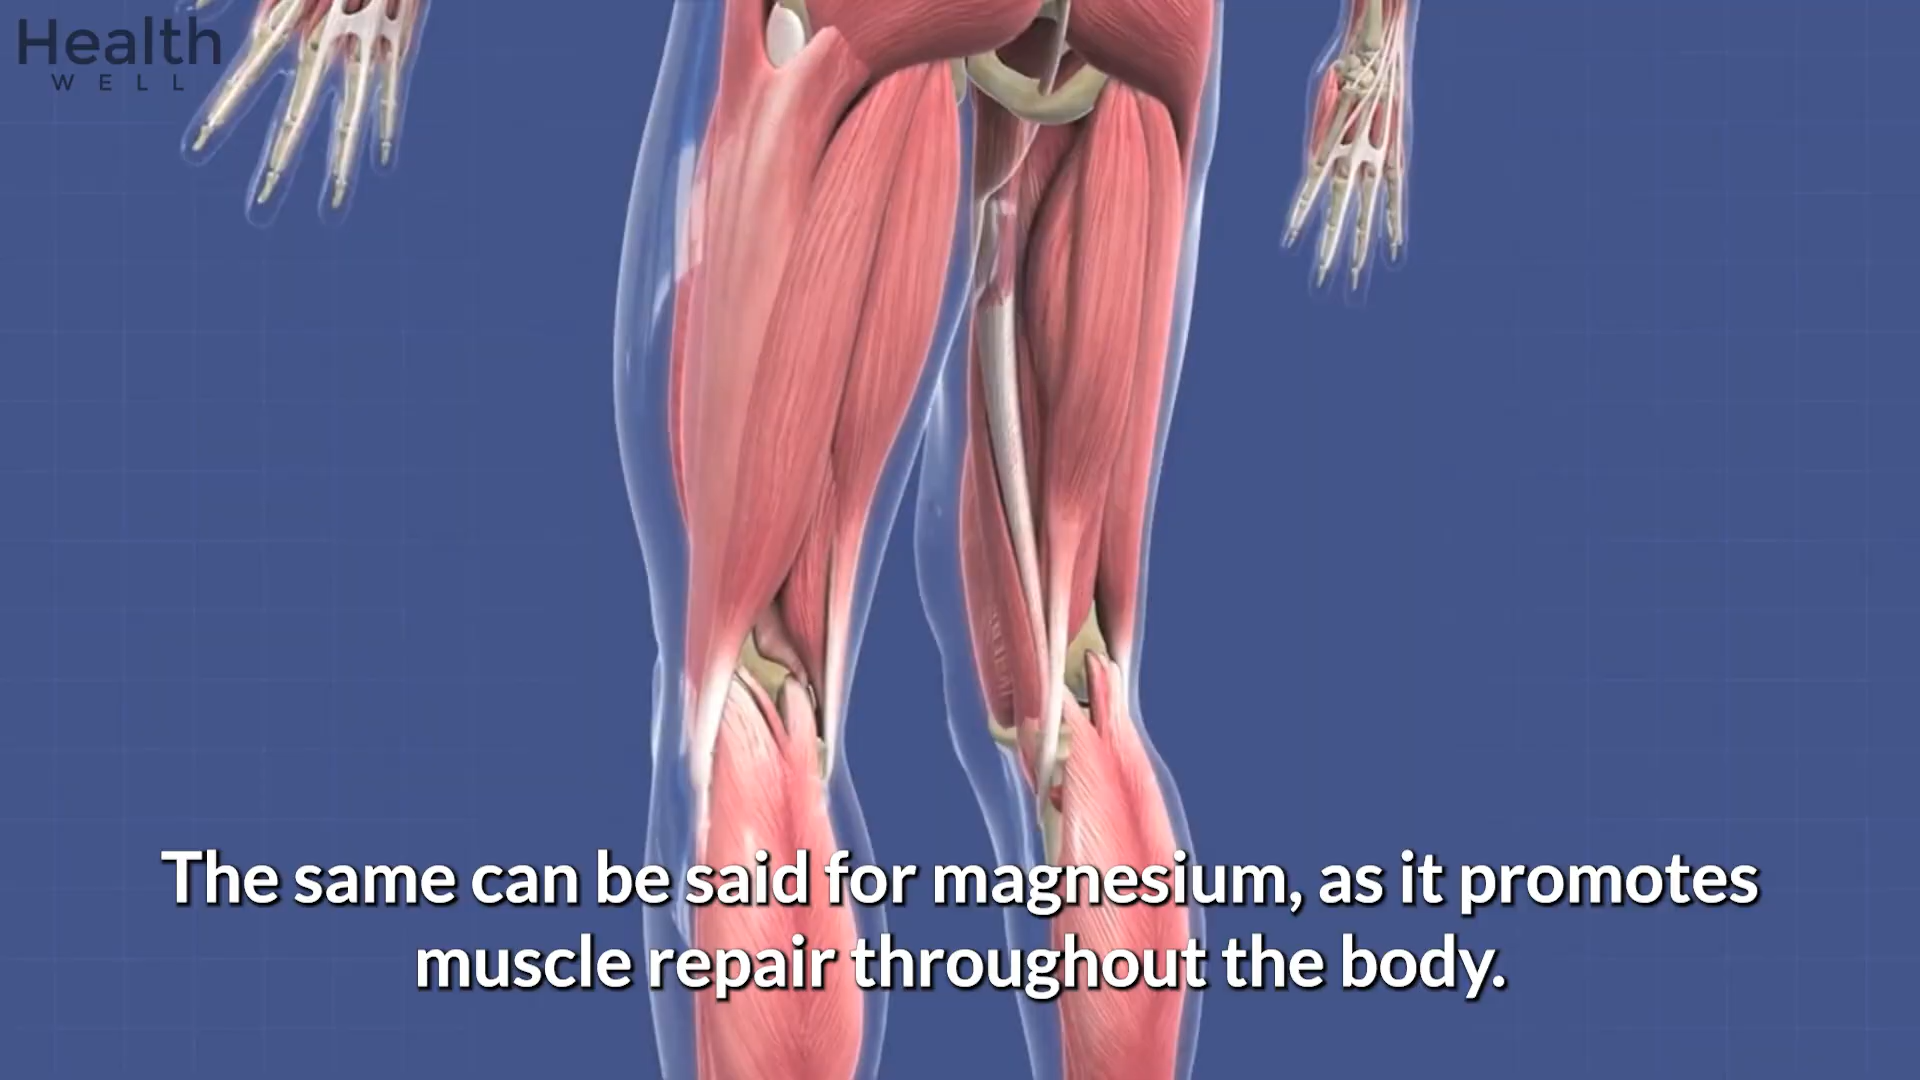 Health
WELL
The same can be said for magnesium, as it promotes
muscle repair throughout the body.